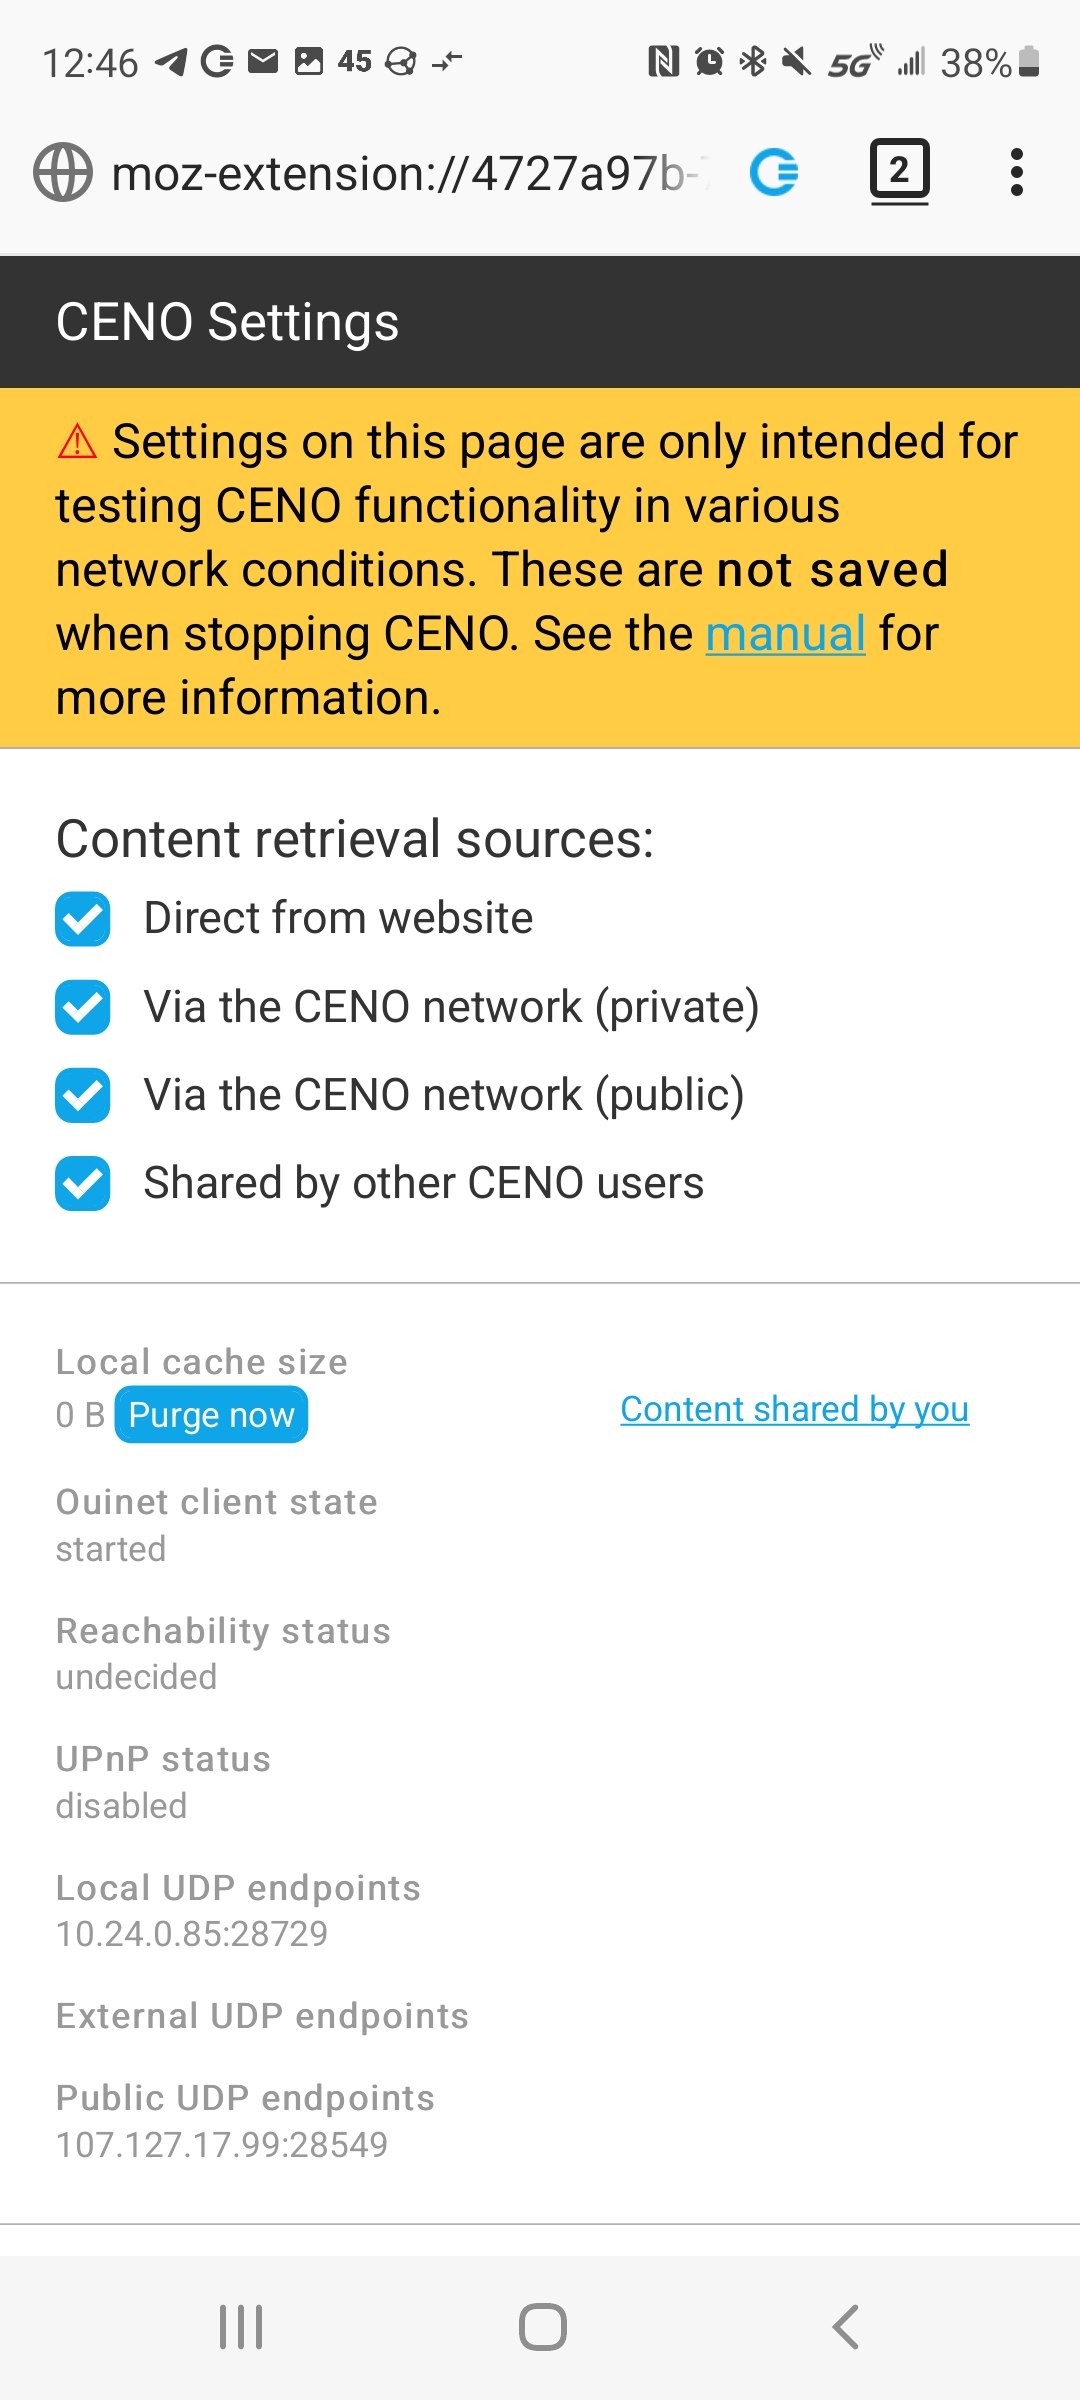 12:46 45 5G 38%
moz-extension://4727a97b- 2
CENO Settings
⚠ Settings on this page are only intended for
testing CENO functionality in various
network conditions. These are not saved
when stopping CENO. See the manual for
more information.
Content retrieval sources:
Direct from website
Via the CENO network (private)
Via the CENO network (public)
Shared by other CENO users
Local cache size
0 B Purge now Content shared by you
Ouinet client state
started
Reachability status
undecided
UPnP status
disabled
Local UDP endpoints
10.24.0.85:28729
External UDP endpoints
Public UDP endpoints
107.127.17.99:28549